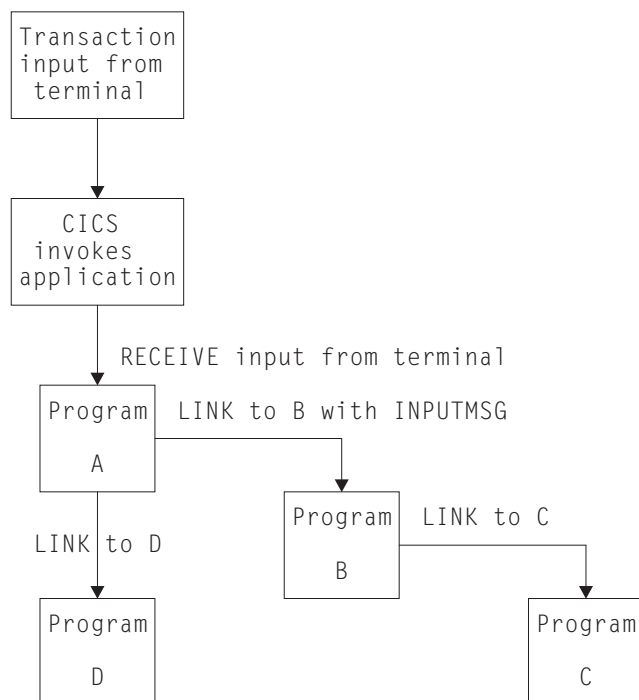 Transaction
input from
terminal
CICS
invokes
application
RECEIVE input from terminal
Program
A
LINK to B with INPUTMSG
Program
B
LINK to C
LINK to D
Program
D
Program
C